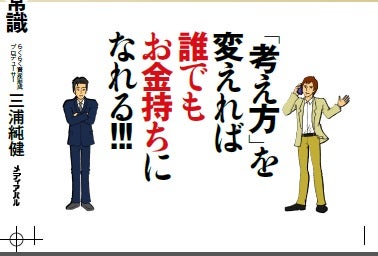 「考え方」を
変えれば
誰でも
お金持ちに
なれる!!!
常識
らくらく資産形成
プロデューサー
三浦純健
メディアパル